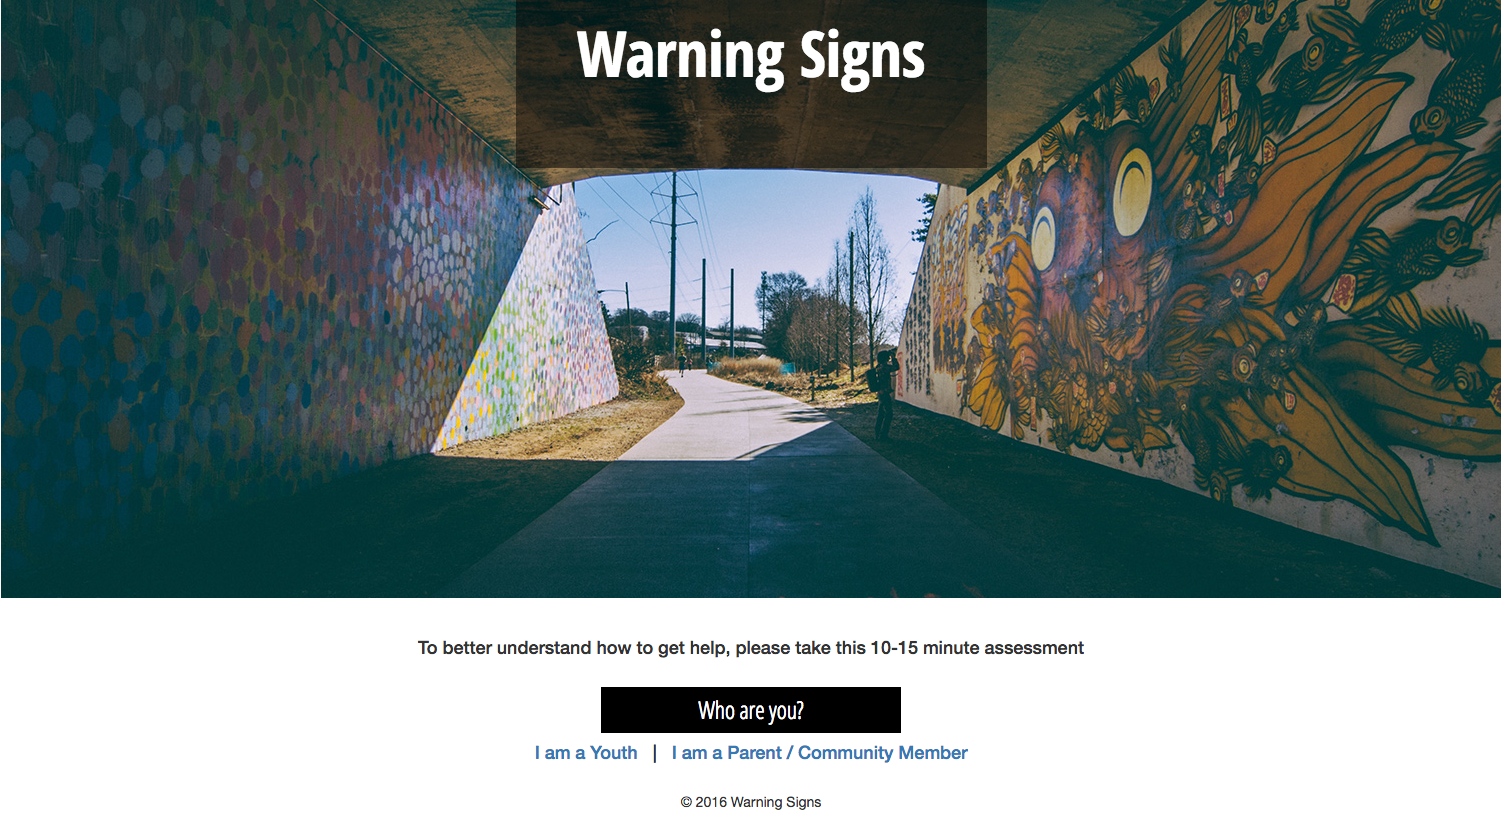 Warning Signs
To better understand how to get help, please take this 10-15 minute assessment
Who are you?
I am a Youth | I am a Parent / Community Member
© 2016 Warning Signs